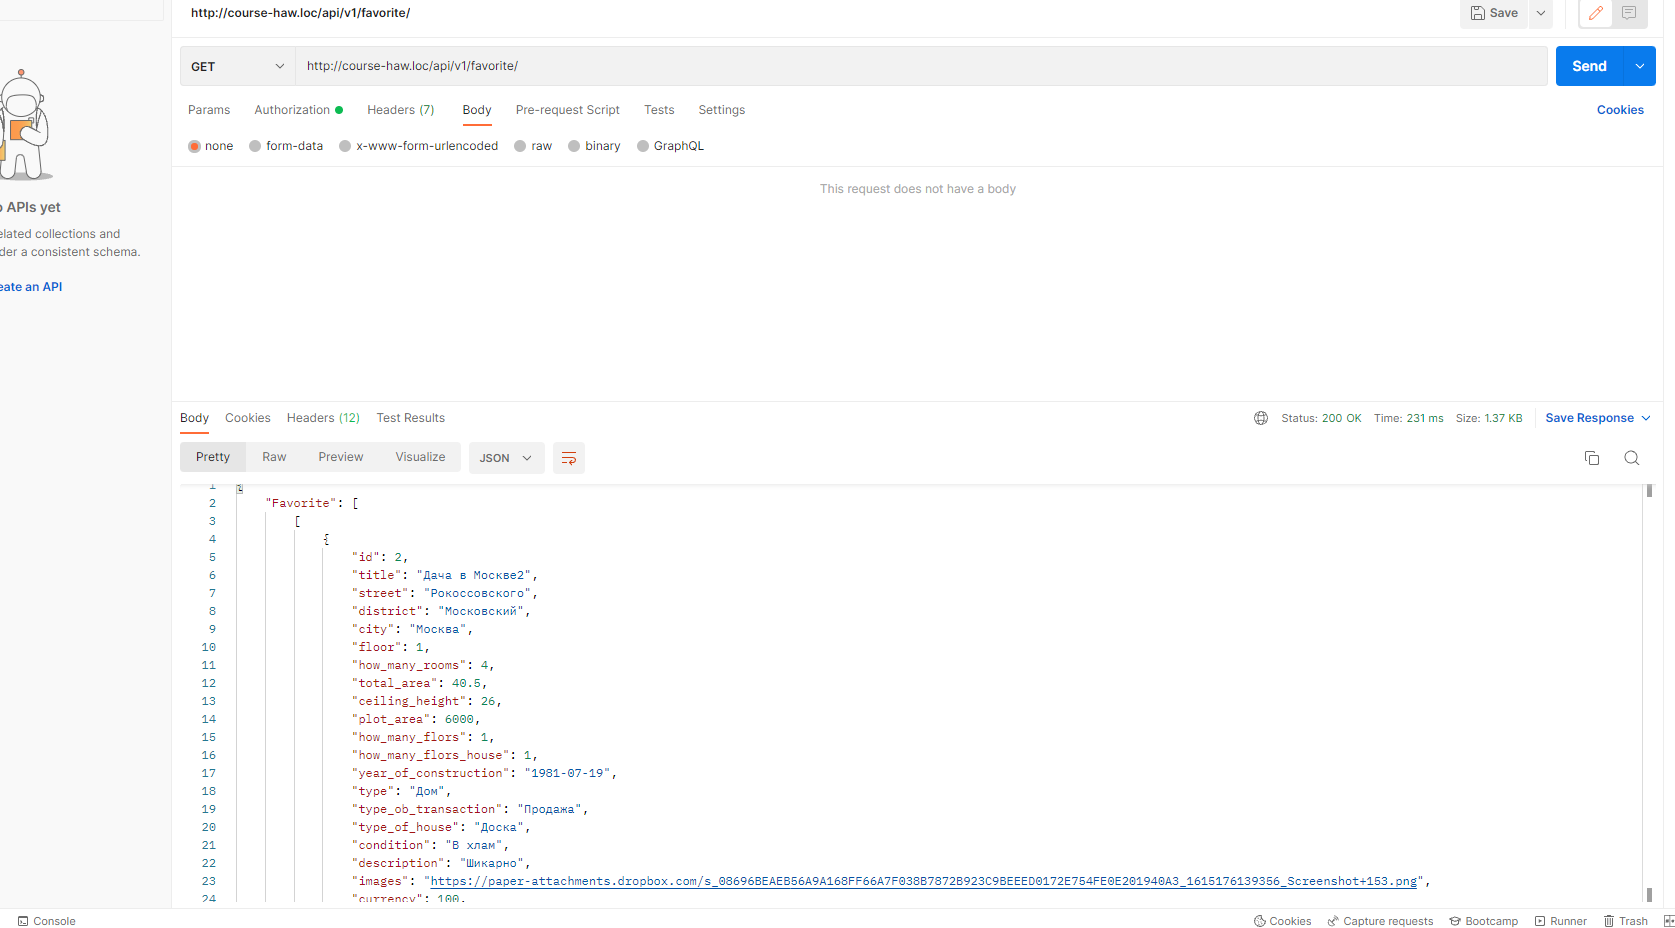 http://course-haw.loc/api/v1/favorite/
Save
GET
http://course-haw.loc/api/v1/favorite/
Send
Params Authorization Headers (7) Body Pre-request Script Tests Settings Cookies
none form-data x-www-form-urlencoded raw binary GraphQL
This request does not have a body
APIs yet
elated collections and
der a consistent schema.
eate an API
Body Cookies Headers (12) Test Results Status: 200 OK Time: 231 ms Size: 1.37 KB Save Response
Pretty Raw Preview Visualize JSON
1 {
2 "Favorite": [
3 [
4 {
5 "id": 2,
6 "title": "Дача в Москве2",
7 "street": "Рокоссовского",
8 "district": "Московский",
9 "city": "Москва",
10 "floor": 1,
11 "how_many_rooms": 4,
12 "total_area": 40.5,
13 "ceiling_height": 26,
14 "plot_area": 6000,
15 "how_many_flors": 1,
16 "how_many_flors_house": 1,
17 "year_of_construction": "1981-07-19",
18 "type": "Дом",
19 "type_ob_transaction": "Продажа",
20 "type_of_house": "Доска",
21 "condition": "В хлам",
22 "description": "Шикарно",
23 "images": "https://paper-attachments.dropbox.com/s_08696BEAEB56A9A168FF66A7F038B7872B923C9BEEED0172E754FE0E201940A3_1615176139356_Screenshot+153.png",
24 "currency": 100,
Console Cookies Capture requests Bootcamp Runner Trash